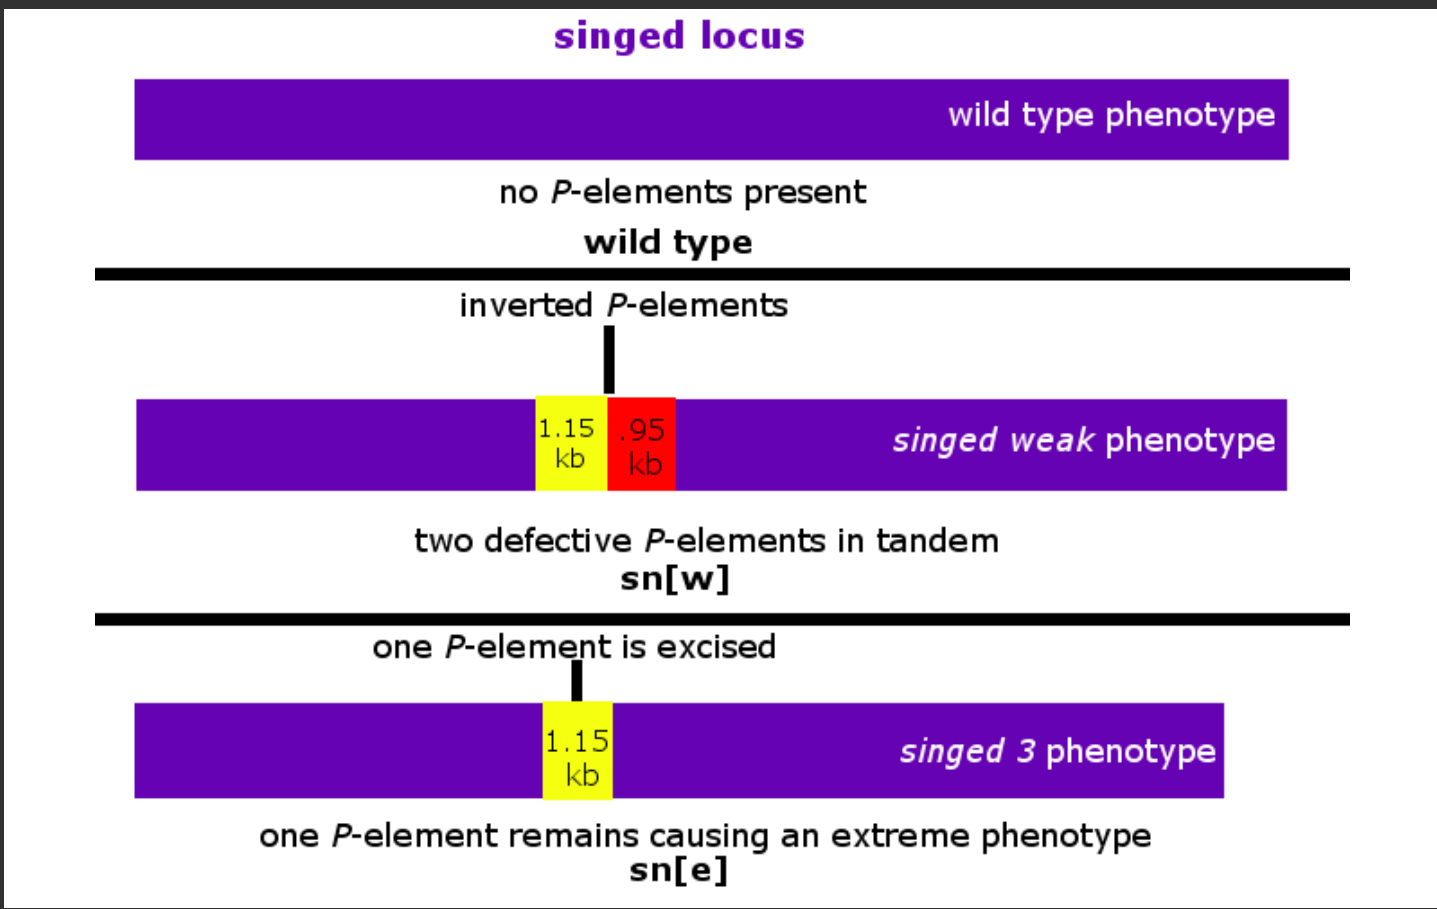 singed locus
wild type phenotype
no P-elements present
wild type
inverted P-elements
1.15
kb
.95
kb
singed weak phenotype
two defective P-elements in tandem
sn[w]
one P-element is excised
1.15
kb
singed 3 phenotype
one P-element remains causing an extreme phenotype
sn[e]